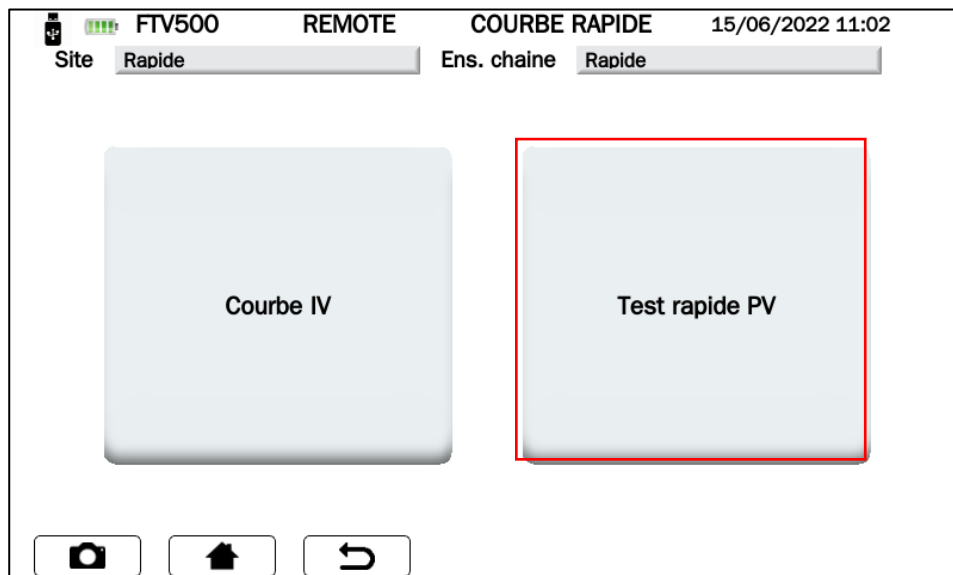 FTV500 REMOTE COURBE RAPIDE 15/06/2022 11:02
Site Rapide Ens. chaine Rapide
Courbe IV Test rapide PV